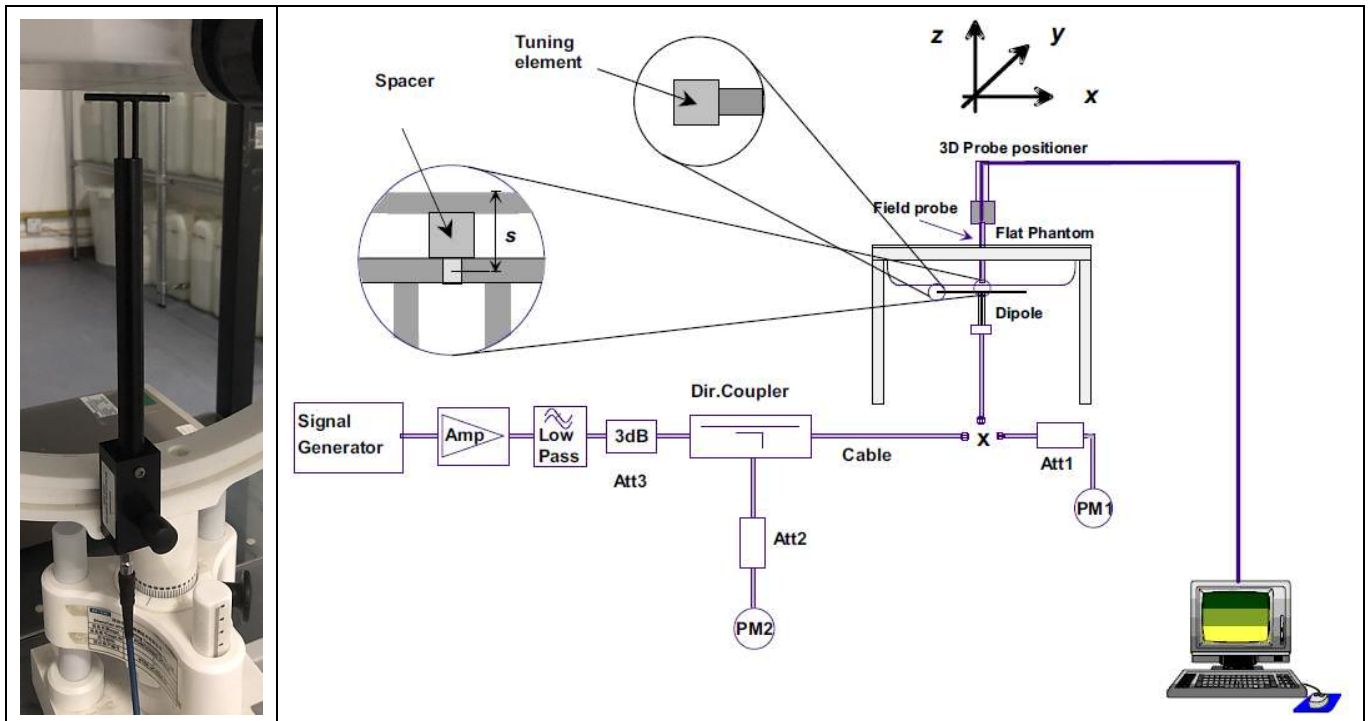 Tuning
element
Spacer
s
z
y
x
3D Probe positioner
Field probe
Flat Phantom
Dipole
Dir.Coupler
Signal
Generator
Amp
Low
Pass
3dB
Att3
Cable
x
Att1
PM1
Att2
PM2